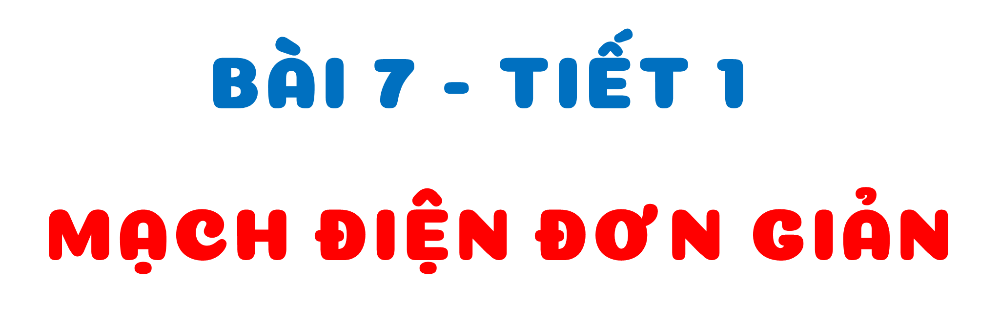 BÀI 7 - TIẾT 1
MẠCH ĐIỆN ĐƠN GIẢN